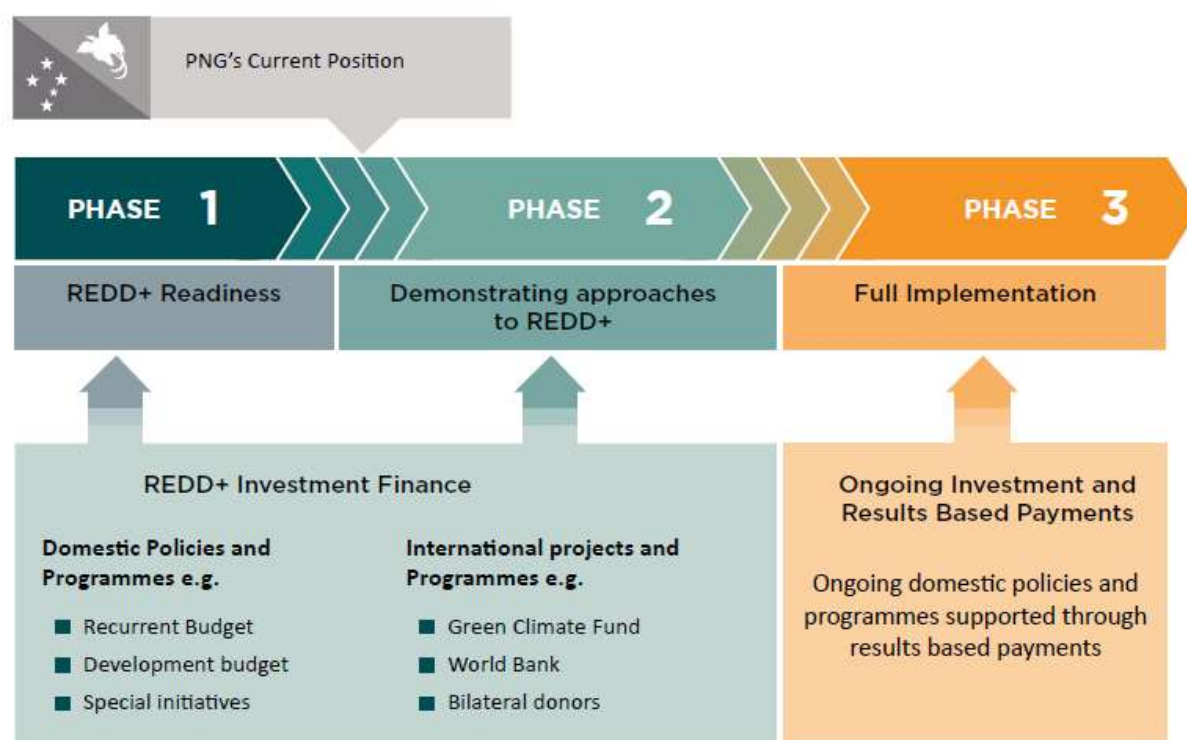 PNG's Current Position
PHASE 1
PHASE 2
PHASE 3
REDD+ Readiness
Demonstrating approaches
to REDD+
Full Implementation
REDD+ Investment Finance
Domestic Policies and
Programmes e.g.
Recurrent Budget
Development budget
Special initiatives
International projects and
Programmes e.g.
Green Climate Fund
World Bank
Bilateral donors
Ongoing Investment and
Results Based Payments
Ongoing domestic policies and
programmes supported through
results based payments